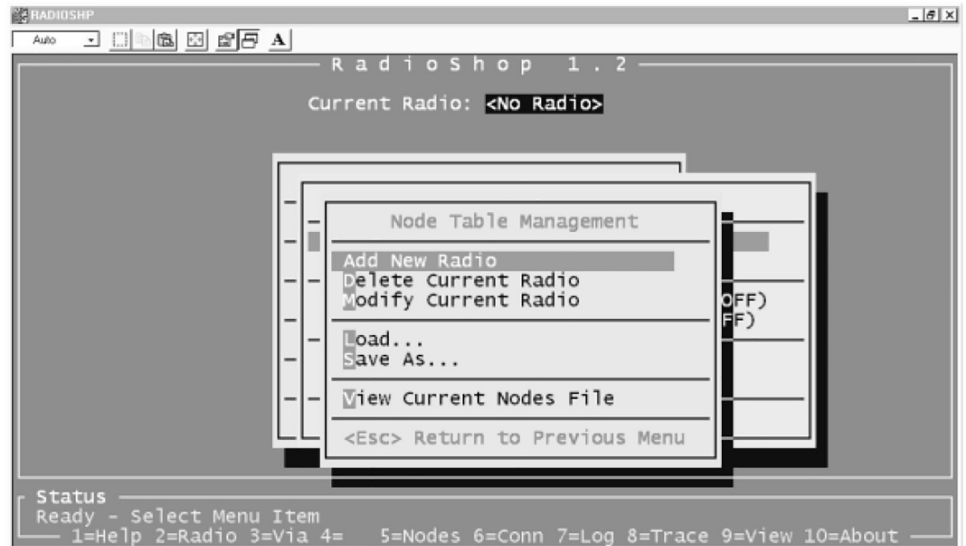 RADIOSHP
Auto
A
RadioShop 1.2
Current Radio: <No Radio>
Node Table Management
Add New Radio
Delete Current Radio
Modify Current Radio
OFF)
FF)
Load...
Save As...
View Current Nodes File
<Esc> Return to Previous Menu
Status
Ready - Select Menu Item
1=Help 2=Radio 3=Via 4= 5=Nodes 6=Conn 7=Log 8=Trace 9=View 10=About